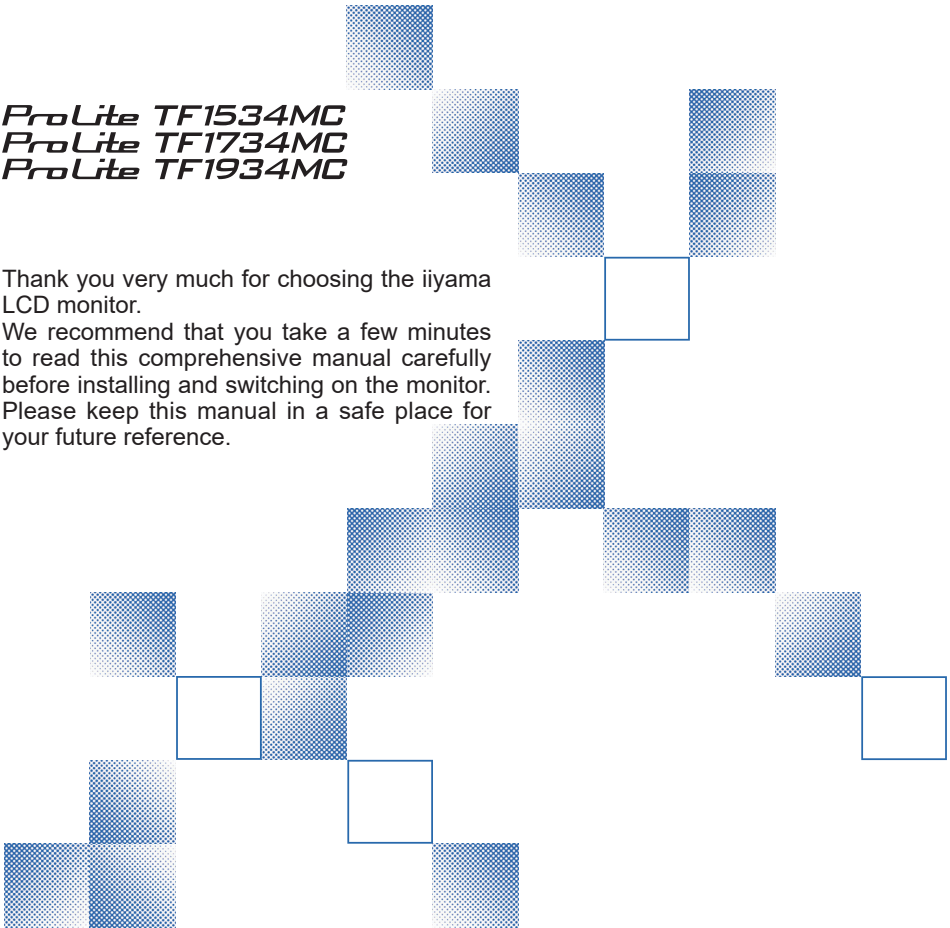 ProLite TF1534MC
ProLite TF1734MC
ProLite TF1934MC
Thank you very much for choosing the iiyama
LCD monitor.
We recommend that you take a few minutes
to read this comprehensive manual carefully
before installing and switching on the monitor.
Please keep this manual in a safe place for
your future reference.